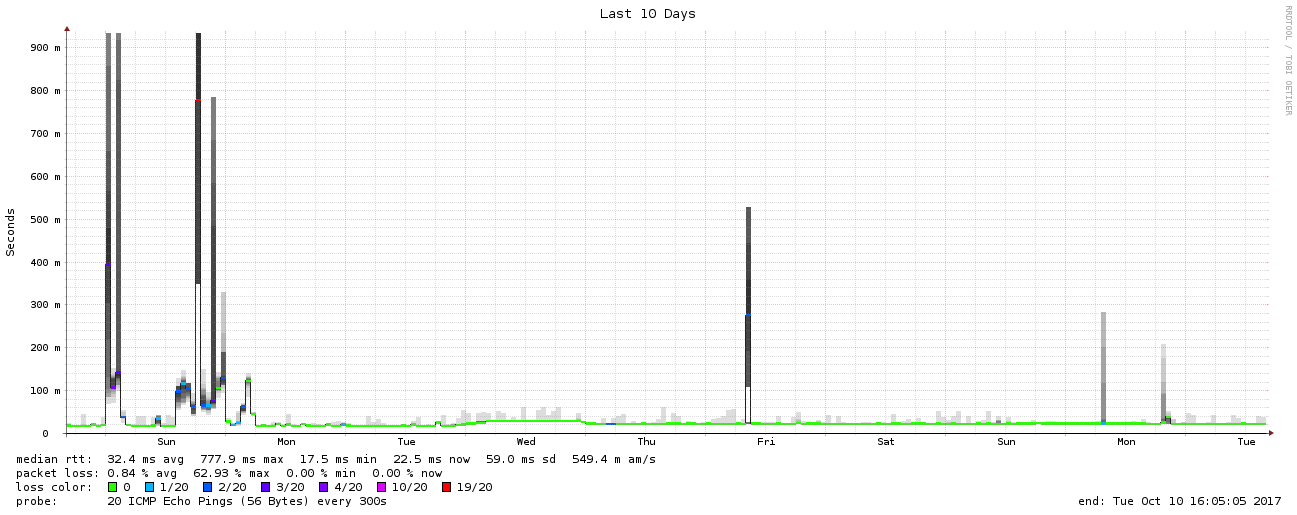 Last 10 Days
RRDTOOL / TOBI OETIKER
Seconds
900 m
800 m
700 m
600 m
500 m
400 m
300 m
200 m
100 m
0
Sun Mon Tue Wed Thu Fri Sat Sun Mon Tue
median rtt: 32.4 ms avg 777.9 ms max 17.5 ms min 22.5 ms now 59.0 ms sd 549.4 m am/s
packet loss: 0.84 % avg 62.93 % max 0.00 % min 0.00 % now
loss color: 0 1/20 2/20 3/20 4/20 10/20 19/20
probe: 20 ICMP Echo Pings (56 Bytes) every 300s end: Tue Oct 10 16:05:05 2017